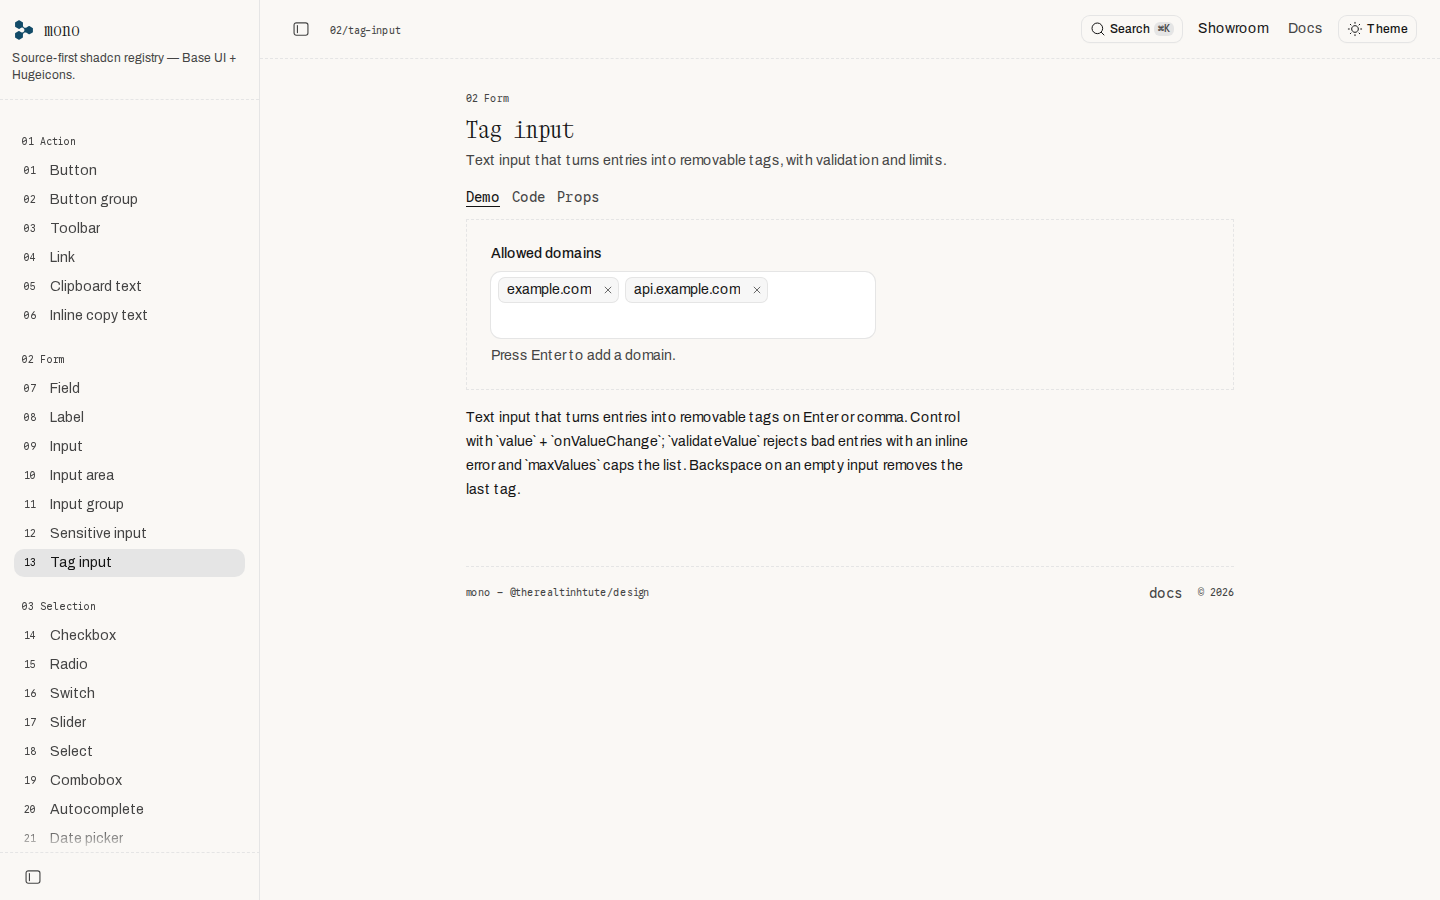 mono
Source-first shadcn registry — Base UI +
Hugeicons.
01 Action
01 Button
02 Button group
03 Toolbar
04 Link
05 Clipboard text
06 Inline copy text
02 Form
07 Field
08 Label
09 Input
10 Input area
11 Input group
12 Sensitive input
13 Tag input
03 Selection
14 Checkbox
15 Radio
16 Switch
17 Slider
18 Select
19 Combobox
20 Autocomplete
21 Date picker
02/tag-input
Search ⌘K
Showroom
Docs
Theme
02 Form
Tag input
Text input that turns entries into removable tags, with validation and limits.
Demo Code Props
Allowed domains
example.com api.example.com
Press Enter to add a domain.
Text input that turns entries into removable tags on Enter or comma. Control
with `value` + `onValueChange`; `validateValue` rejects bad entries with an inline
error and `maxValues` caps the list. Backspace on an empty input removes the
last tag.
mono — @therealtinhtute/design
docs © 2026